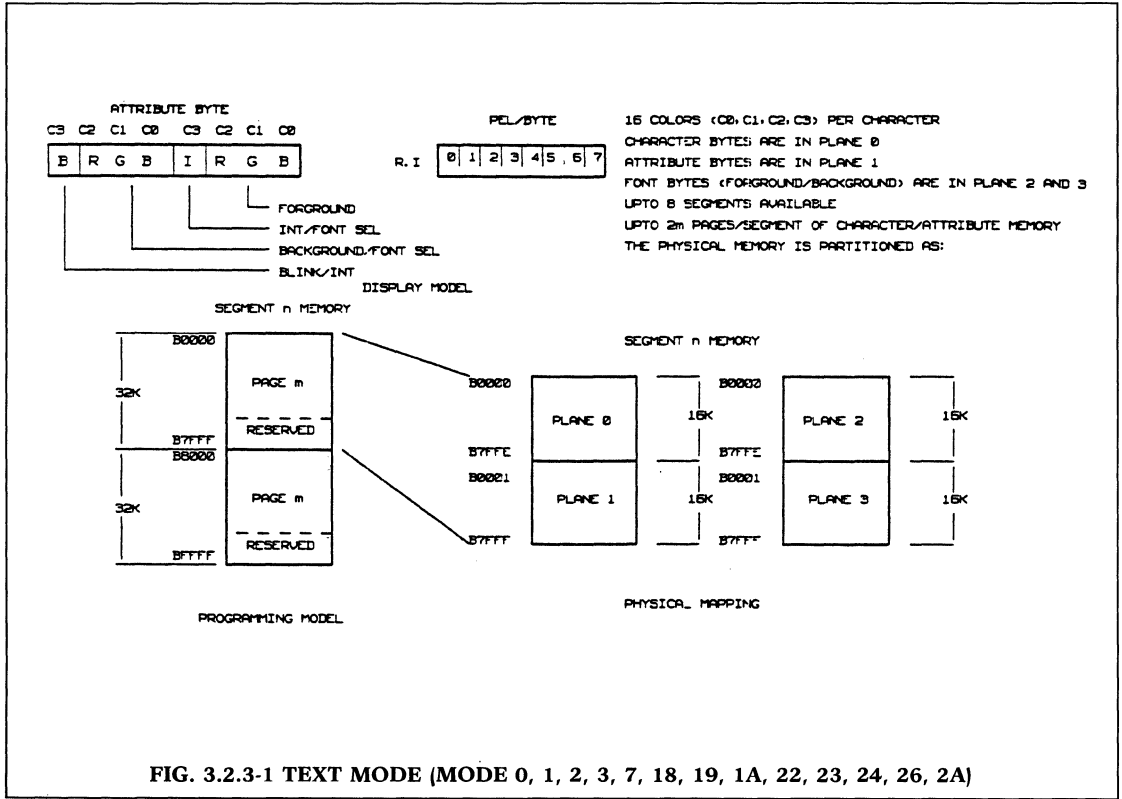 ATTRIBUTE BYTE
C3 C2 C1 C0 C3 C2 C1 C0
B R G B I R G B
FORGROUND
INT/FONT SEL
BACKGROUND/FONT SEL
BLINK/INT
PEL/BYTE
R.I 0 1 2 3 4 5 6 7
16 COLORS (C0, C1, C2, C3) PER CHARACTER
CHARACTER BYTES ARE IN PLANE 0
ATTRIBUTE BYTES ARE IN PLANE 1
FONT BYTES (FORGROUND/BACKGROUND) ARE IN PLANE 2 AND 3
UPTO 8 SEGMENTS AVAILABLE
UPTO 2m PAGES/SEGMENT OF CHARACTER/ATTRIBUTE MEMORY
THE PHYSICAL MEMORY IS PARTITIONED AS:
DISPLAY MODEL
SEGMENT n MEMORY
B0000
32K
PAGE m
RESERVED
B7FFF
B8000
32K
PAGE m
RESERVED
BFFFF
PROGRAMMING MODEL
SEGMENT n MEMORY
B0000
PLANE 0
16K
B7FFE
B0001
PLANE 1
16K
B7FFF
B0000
PLANE 2
16K
B7FFE
B0001
PLANE 3
16K
B7FFF
PHYSICAL MAPPING
FIG. 3.2.3-1 TEXT MODE (MODE 0, 1, 2, 3, 7, 18, 19, 1A, 22, 23, 24, 26, 2A)